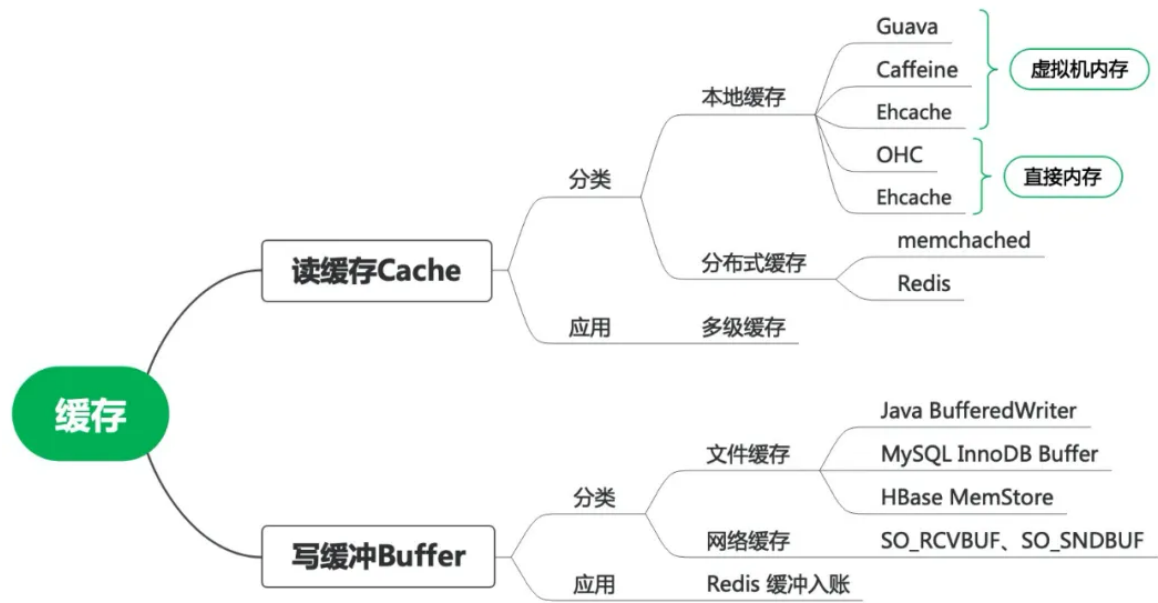 缓存
读缓存Cache
分类
本地缓存
Guava
Caffeine
Ehcache
虚拟机内存
OHC
Ehcache
直接内存
分布式缓存
memchached
Redis
应用
多级缓存
写缓冲Buffer
分类
文件缓存
Java BufferedWriter
MySQL InnoDB Buffer
HBase MemStore
网络缓存
SO_RCVBUF、SO_SNDBUF
应用
Redis 缓冲入账